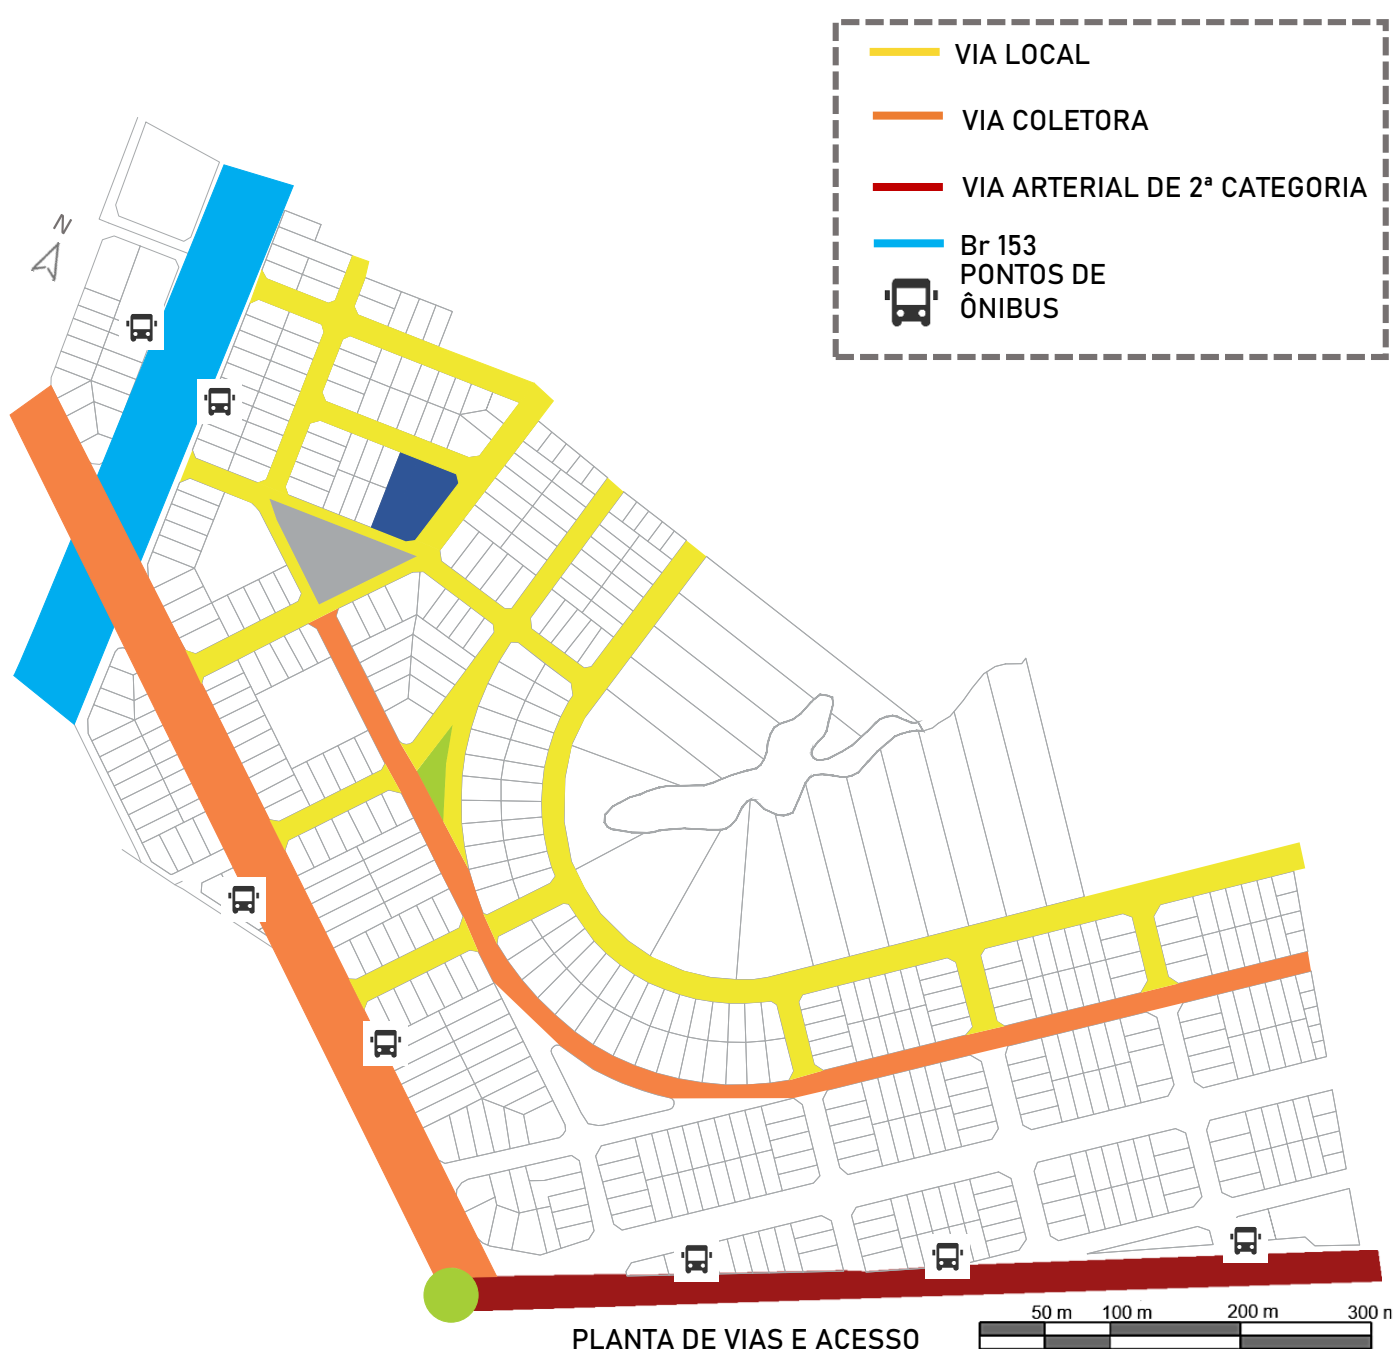 VIA LOCAL
VIA COLETORA
VIA ARTERIAL DE 2ª CATEGORIA
Br 153
PONTOS DE
ÔNIBUS
N
50 m 100 m 200 m 300 m
PLANTA DE VIAS E ACESSO